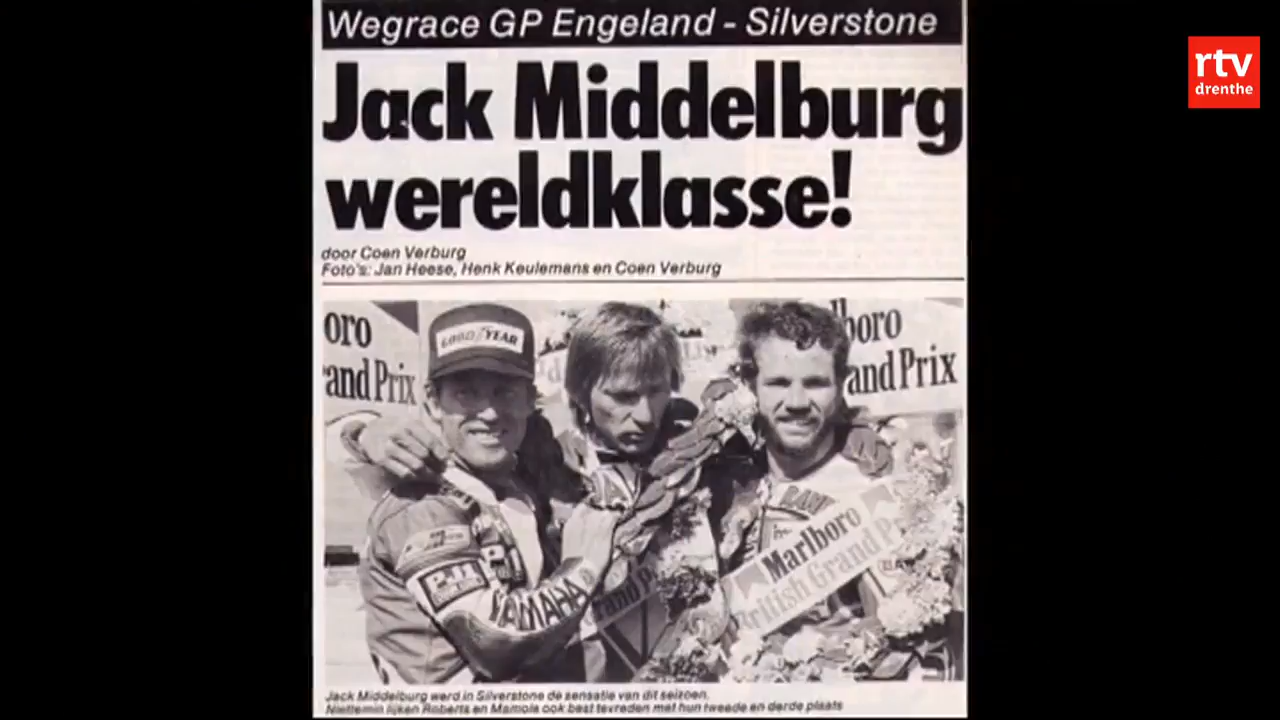 Wegrace GP Engeland - Silverstone
rtv
drenthe
Jack Middelburg
wereldklasse!
door Coen Verburg
Foto's: Jan Heese, Henk Keulemans en Coen Verburg
oro
and Prix
GOOD YEAR
lboro
and Prix
YAMAHA
rand P
Marlboro
British Grand P
Jack Middelburg werd in Silverstone de sensatie van dit seizoen.
Niettemin lijken Roberts en Mamola ook best tevreden met hun tweede en derde plaats